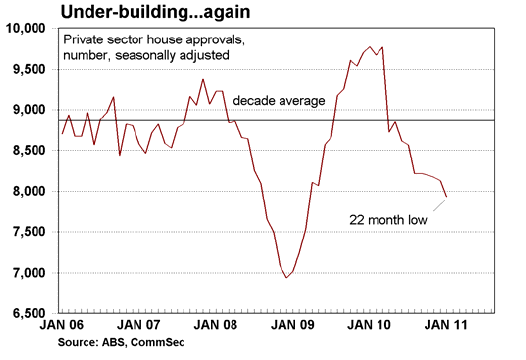 Under-building...again
10,000
Private sector house approvals,
number, seasonally adjusted
9,500
decade average
9,000
8,500
8,000
22 month low
7,500
7,000
6,500
JAN 06 JAN 07 JAN 08 JAN 09 JAN 10 JAN 11
Source: ABS, CommSec